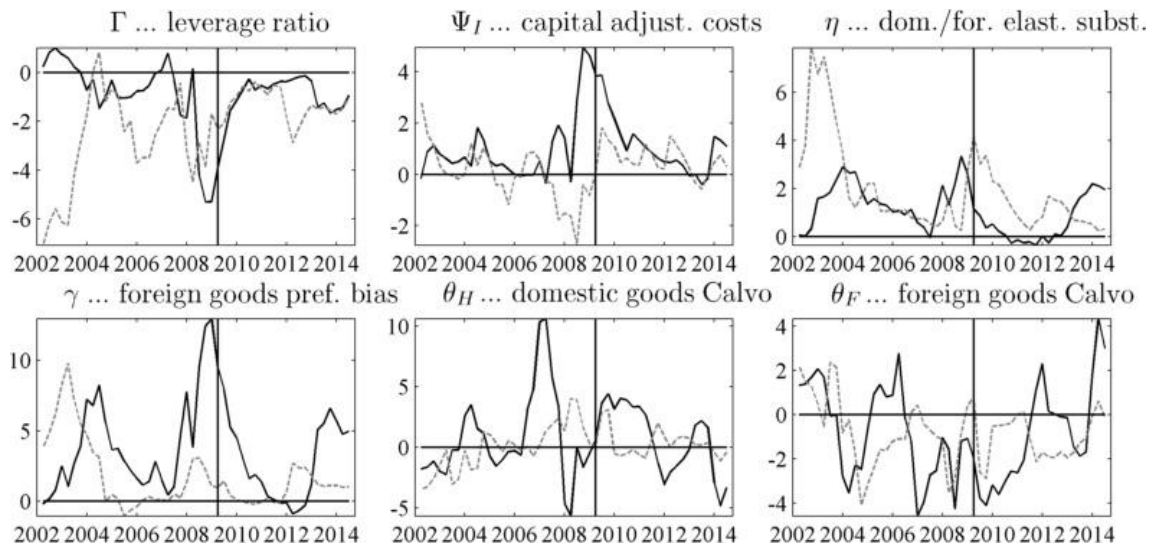 Γ ... leverage ratio
Ψ_I ... capital adjust. costs
η ... dom./for. elast. subst.
0
-2
-4
-6
4
2
0
-2
6
4
2
0
2002 2004 2006 2008 2010 2012 2014
2002 2004 2006 2008 2010 2012 2014
2002 2004 2006 2008 2010 2012 2014
γ ... foreign goods pref. bias
θ_H ... domestic goods Calvo
θ_F ... foreign goods Calvo
10
5
0
10
5
0
-5
4
2
0
-2
-4
2002 2004 2006 2008 2010 2012 2014
2002 2004 2006 2008 2010 2012 2014
2002 2004 2006 2008 2010 2012 2014